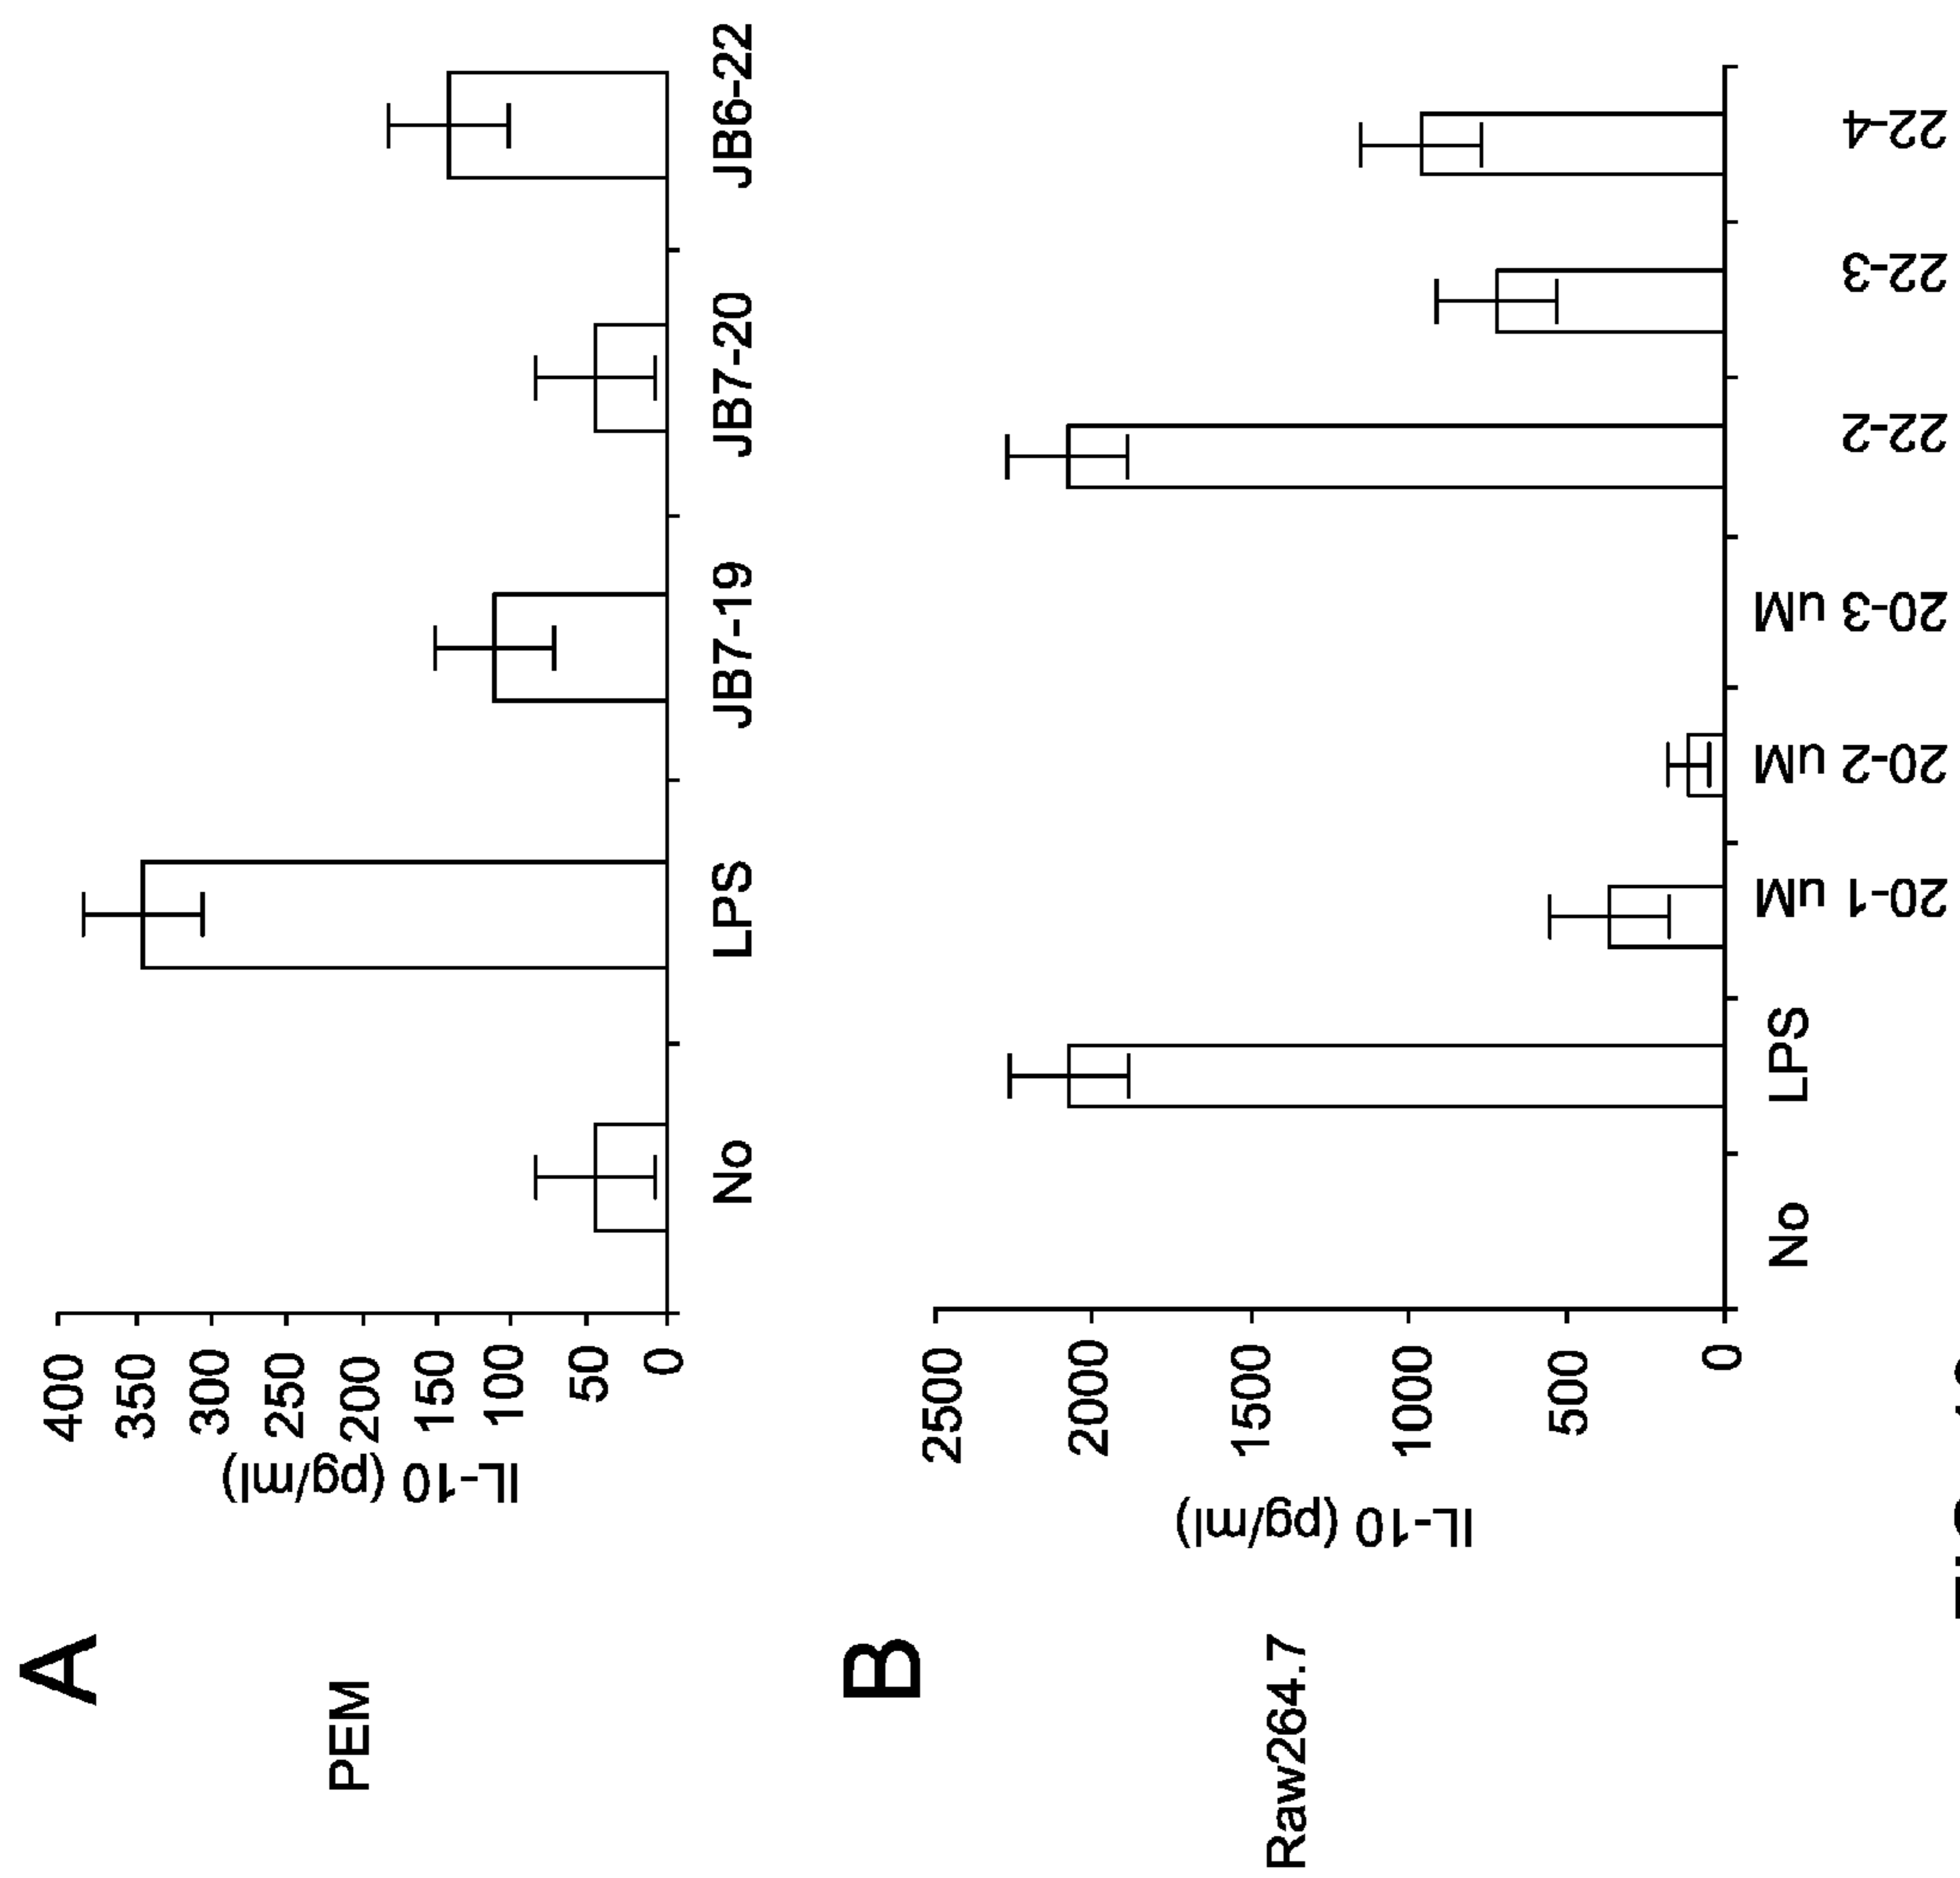 A
PEM
IL-10 (pg/ml)
400
350
300
250
200
150
100
50
0
No
LPS
JB7-19
JB7-20
JB6-22
B
Raw264.7
IL-10 (pg/ml)
2500
2000
1500
1000
500
0
No
LPS
20-1 uM
20-2 uM
20-3 uM
22-2
22-3
22-4